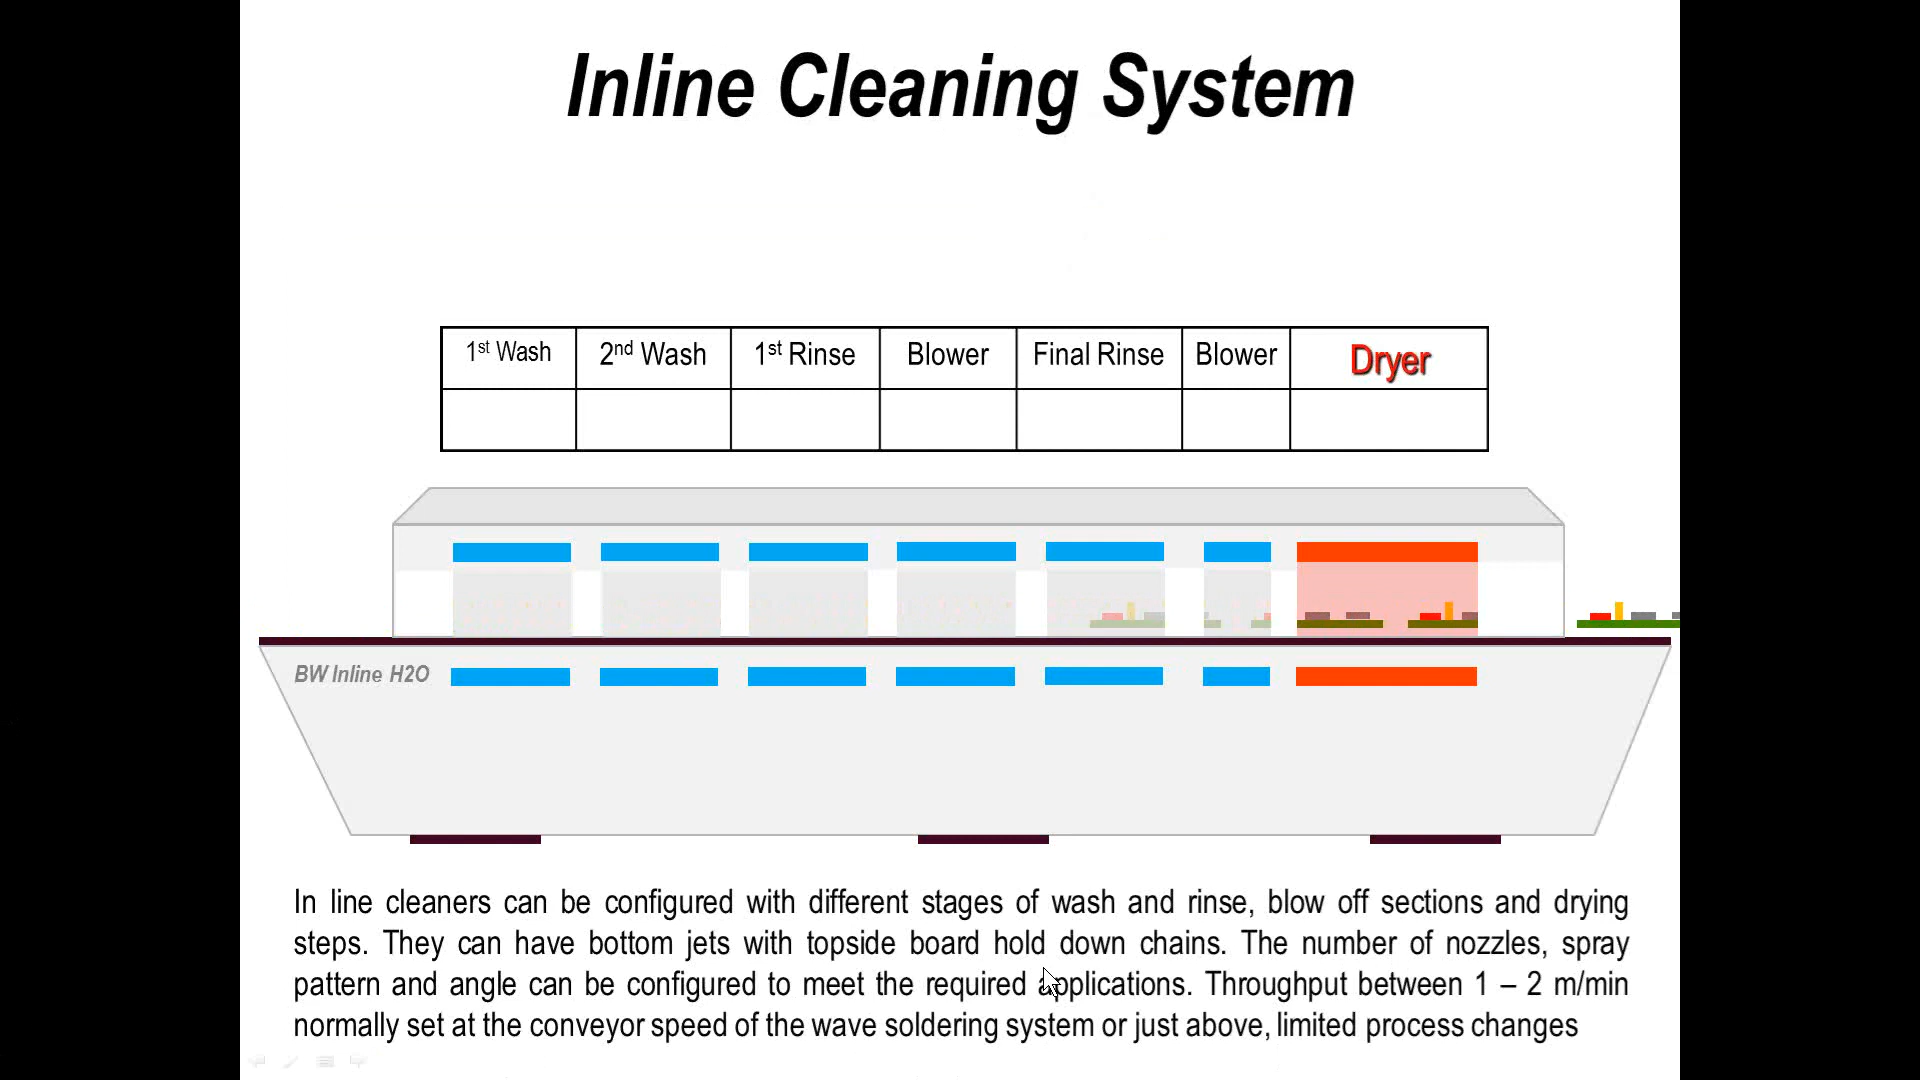 Inline Cleaning System
1st Wash 2nd Wash 1st Rinse Blower Final Rinse Blower Dryer
BW Inline H2O
In line cleaners can be configured with different stages of wash and rinse, blow off sections and drying
steps. They can have bottom jets with topside board hold down chains. The number of nozzles, spray
pattern and angle can be configured to meet the required applications. Throughput between 1 – 2 m/min
normally set at the conveyor speed of the wave soldering system or just above, limited process changes